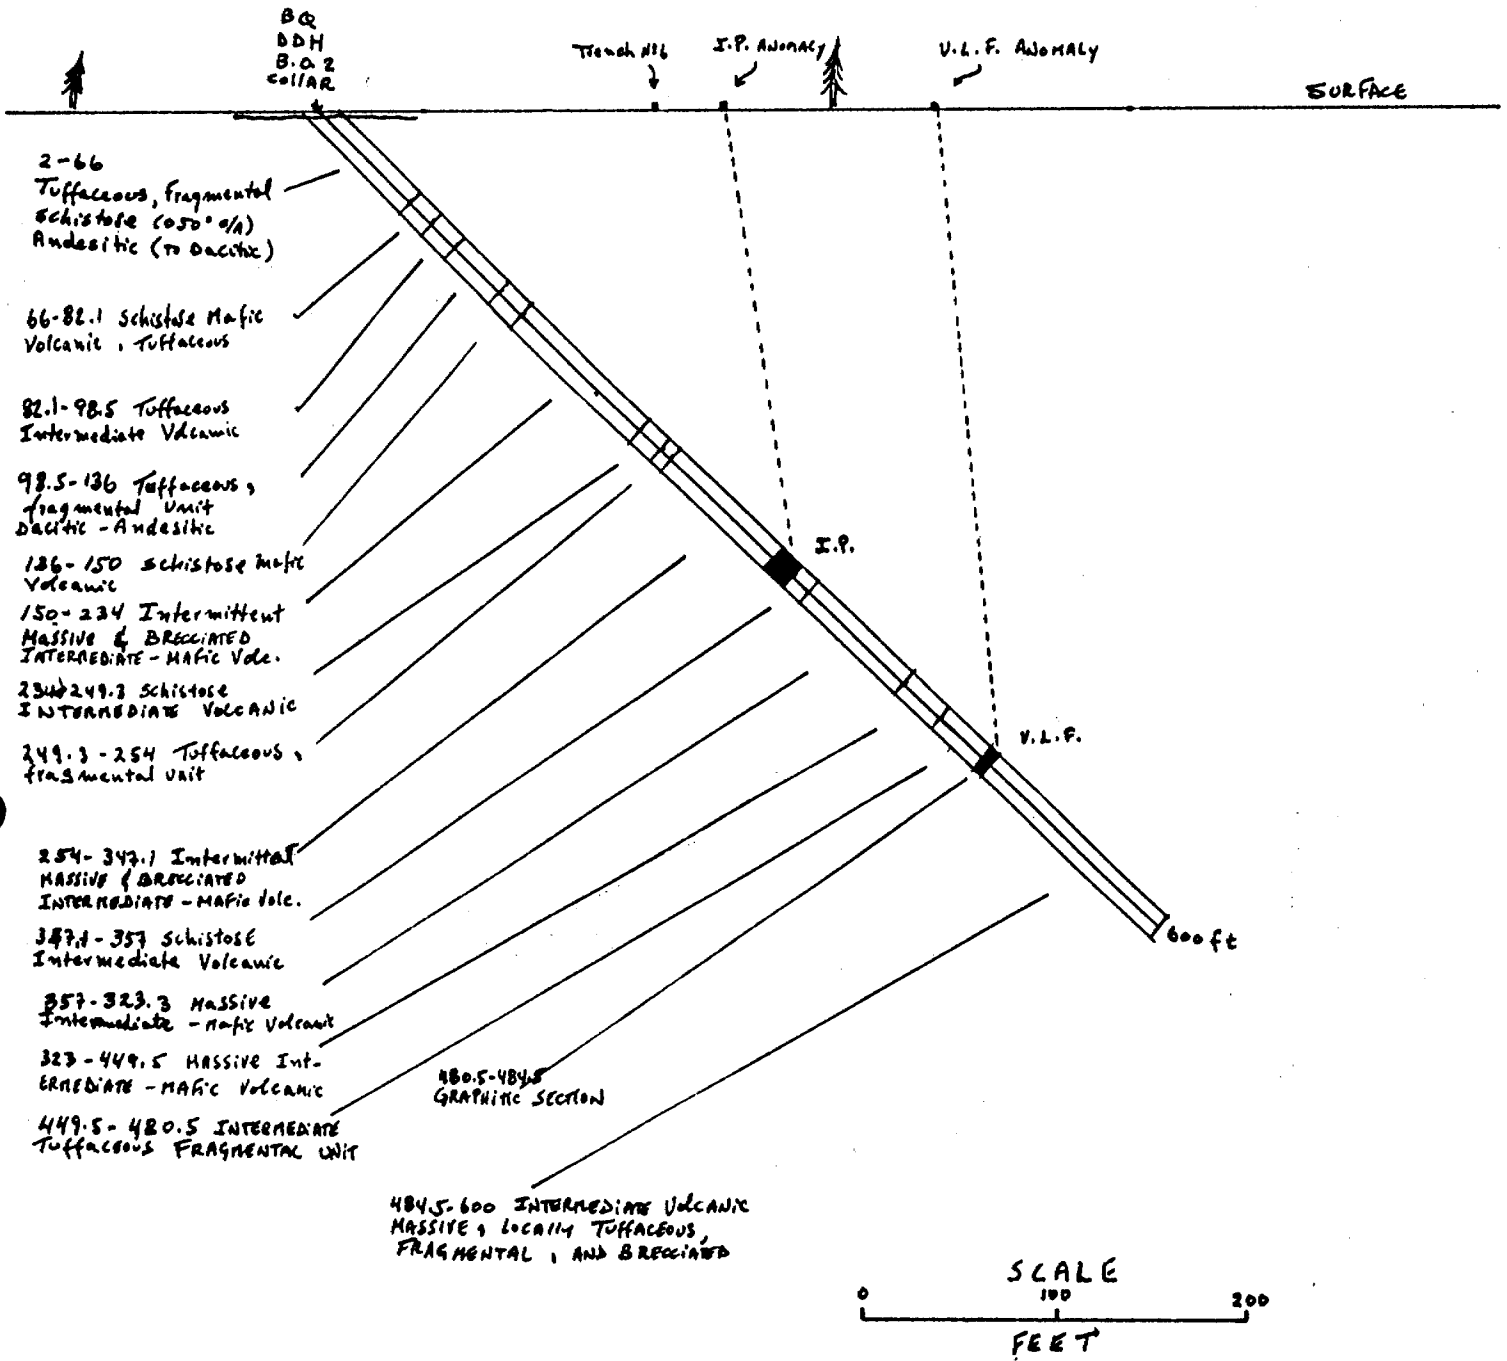 BQ
DDH
B.Q 2
COLLAR
Trench No6
I.P. ANOMALY
V.L.F. ANOMALY
SURFACE
2-66
Tuffaceous, Fragmental
Schistose (050° c/A)
Andesitic (To Dacitic)
66-82.1 Schistose Mafic
Volcanic, Tuffaceous
82.1-98.5 Tuffaceous
Intermediate Volcanic
98.5-136 Tuffaceous,
fragmental Unit
Dacitic - Andesitic
136-150 Schistose Mafic
Volcanic
150-234 Intermittent
MASSIVE & BRECCIATED
INTERMEDIATE - MAFIC Volc.
234-249.3 Schistose
INTERMEDIATE VOLCANIC
249.3-254 Tuffaceous,
fragmental unit
254-347.1 Intermittent
MASSIVE & BRECCIATED
INTERMEDIATE - MAFIC Volc.
347.1-357 Schistose
Intermediate Volcanic
357-323.3 Massive
Intermediate - Mafic Volcanic
323-449.5 MASSIVE Int-
ERMEDIATE - MAFIC Volcanic
449.5-480.5 INTERMEDIATE
Tuffaceous FRAGMENTAL UNIT
480.5-484.5
GRAPHITIC SECTION
484.5-600 INTERMEDIATE VOLCANIC
MASSIVE, LOCALLY TUFFACEOUS,
FRAGMENTAL, AND BRECCIATED
I.P.
V.L.F.
600 ft
SCALE
0 100 200
FEET